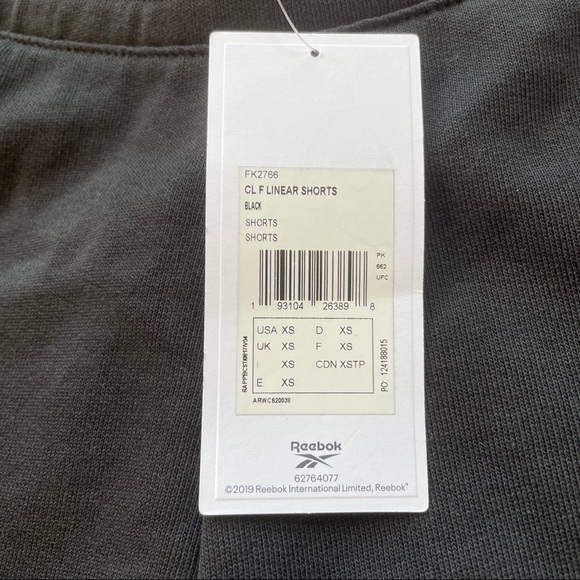 FK2766
CL F LINEAR SHORTS
BLACK
SHORTS
SHORTS
PK
662
UPC
1 93104 26389 8
USA XS D XS
UK XS F XS
I XS CDN XSTP
E XS
PO: 124188015
ARWC620039
Reebok
62764077
©2019 Reebok International Limited, Reebok®